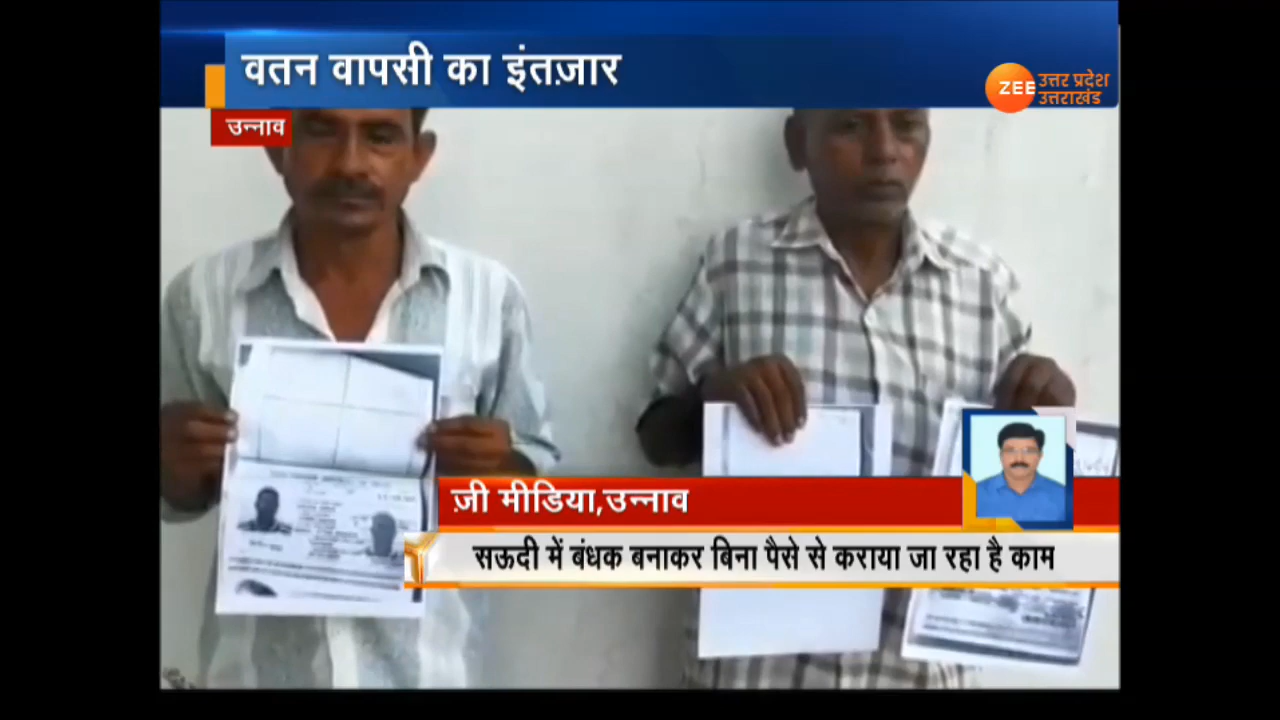 वतन वापसी का इंतज़ार
ZEE उत्तर प्रदेश
उत्तराखंड
उन्नाव
ज़ी मीडिया,उन्नाव
सऊदी में बंधक बनाकर बिना पैसे से कराया जा रहा है काम